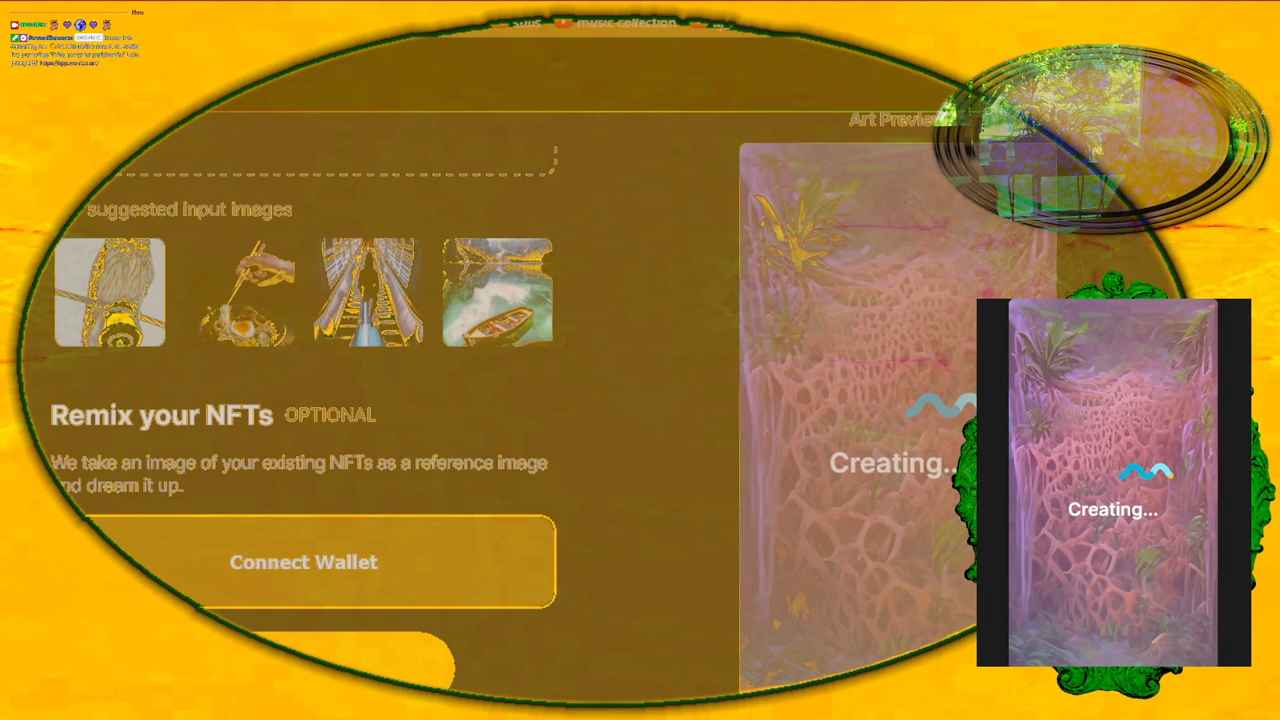 music collection
Art Preview
suggested input images
Remix your NFTs OPTIONAL
We take an image of your existing NFTs as a reference image
and dream it up.
Creating...
Connect Wallet
Creating...